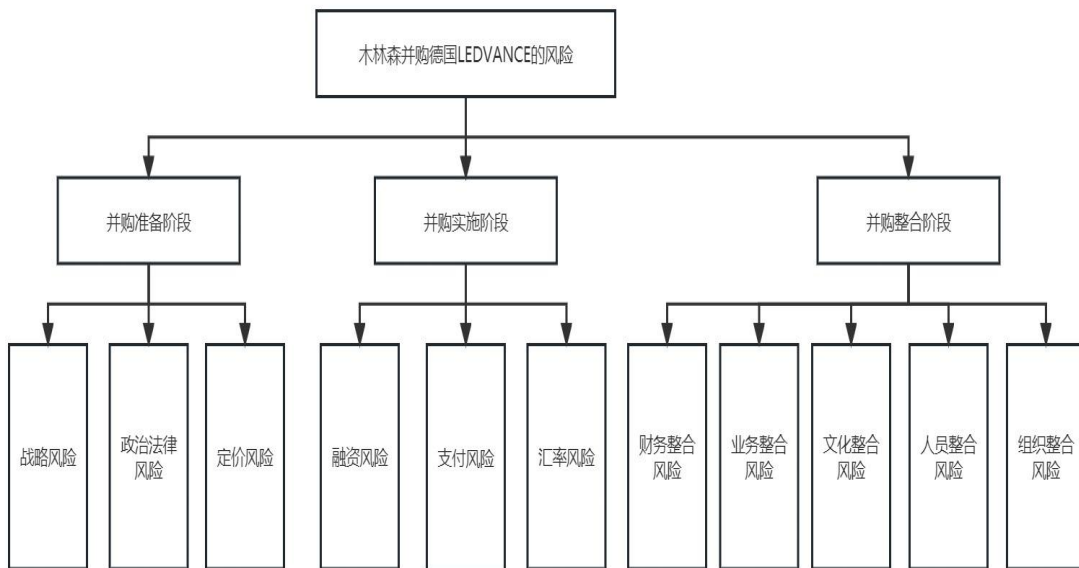 木林森并购德国LEDVANCE的风险
并购准备阶段
并购实施阶段
并购整合阶段
战略风险
政治法律
风险
定价风险
融资风险
支付风险
汇率风险
财务整合
风险
业务整合
风险
文化整合
风险
人员整合
风险
组织整合
风险